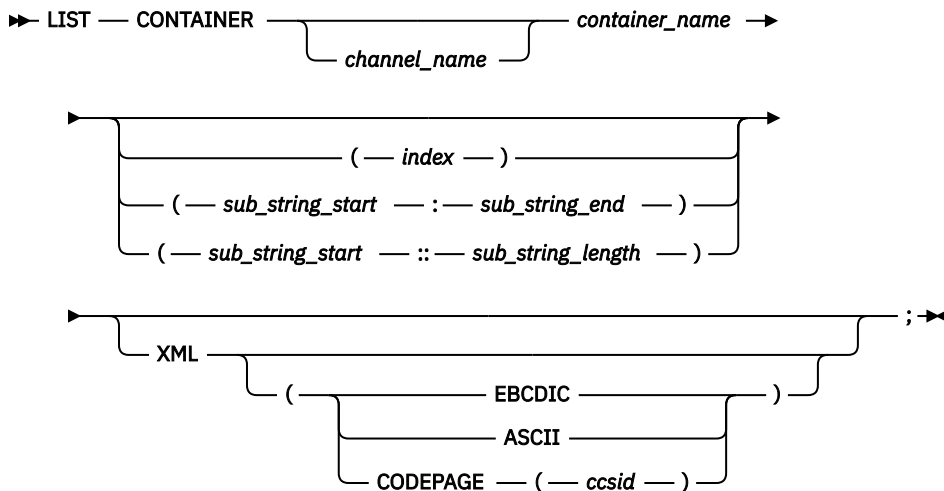 LIST CONTAINER container_name
channel_name
( index )
( sub_string_start : sub_string_end )
( sub_string_start :: sub_string_length )
;
XML
( EBCDIC )
ASCII
CODEPAGE ( ccsid )